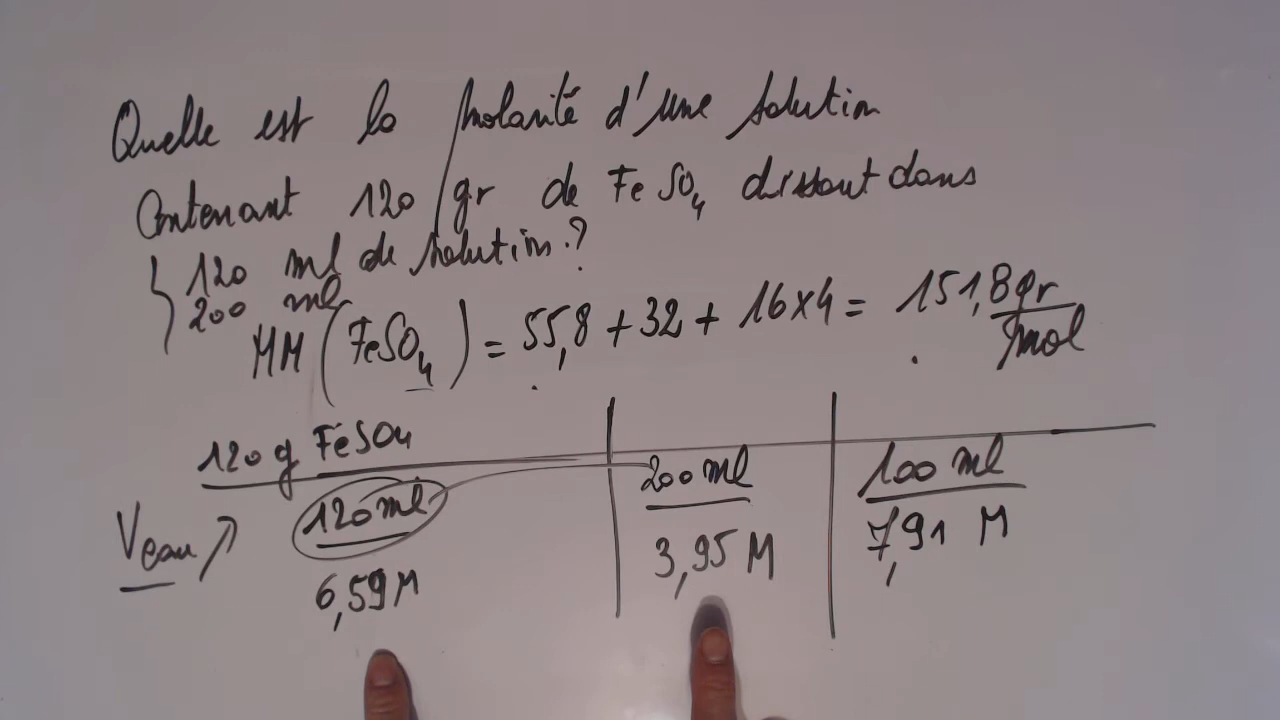 Quelle est la molarité d'une solution
Contenant 120 gr de FeSO4 dissout dans
120 ml de solution ?
200 ml
MM (FeSO4) = 55,8 + 32 + 16x4 = 151,8 gr/mol
120 g FeSO4
Veau ↗ 120 ml 200 ml 100 ml
6,59 M 3,95 M 7,91 M